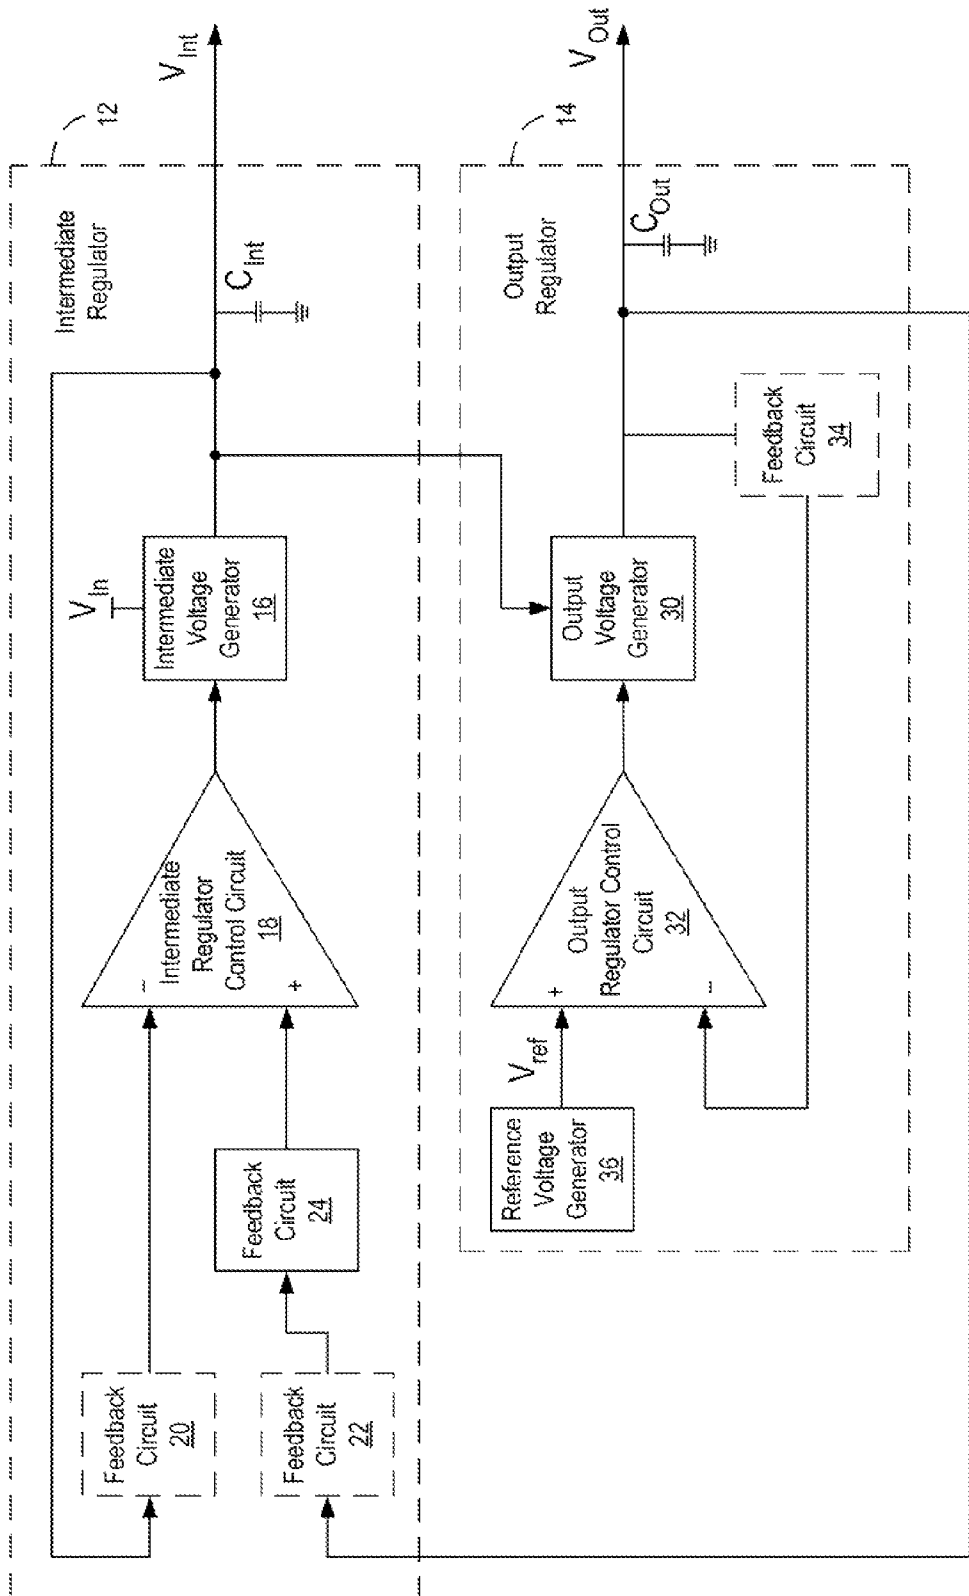 Intermediate
Regulator
12
V_Int
C_Int
V_In
Intermediate
Voltage
Generator
16
Intermediate
Regulator
Control Circuit
18
−
+
Feedback
Circuit
20
Feedback
Circuit
22
Feedback
Circuit
24
Output
Regulator
14
V_Out
C_Out
Output
Voltage
Generator
30
Output
Regulator Control
Circuit
32
+
−
V_ref
Reference
Voltage
Generator
36
Feedback
Circuit
34